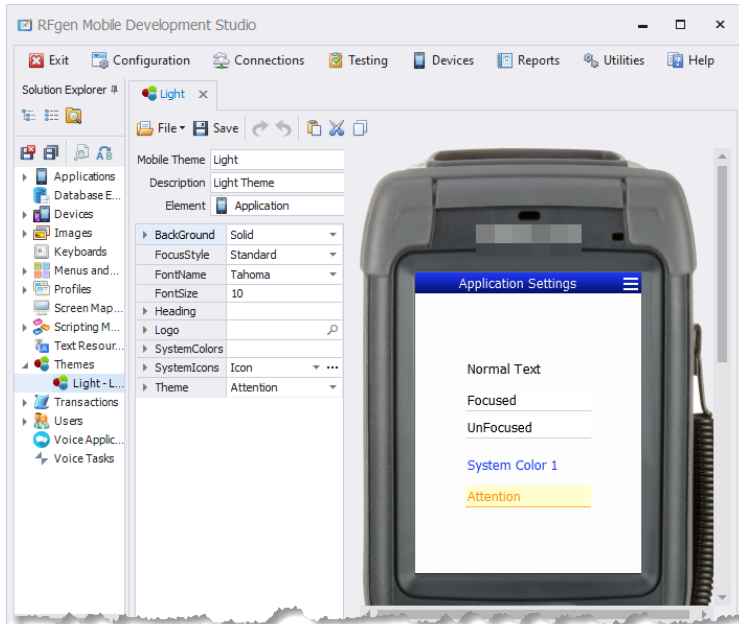 RFgen Mobile Development Studio
Exit Configuration Connections Testing Devices Reports Utilities Help
Solution Explorer
Light
File Save
Mobile Theme Light
Description Light Theme
Element Application
Applications
Database E...
Devices
Images
Keyboards
Menus and...
Profiles
Screen Map...
Scripting M...
Text Resour...
Themes
Light - L...
Transactions
Users
Voice Applic...
Voice Tasks
BackGround Solid
FocusStyle Standard
FontName Tahoma
FontSize 10
Heading
Logo
SystemColors
SystemIcons Icon
Theme Attention
Application Settings
Normal Text
Focused
UnFocused
System Color 1
Attention